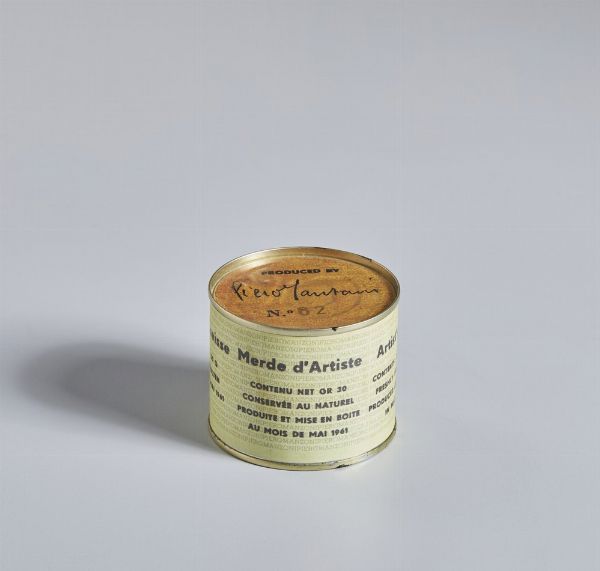 PRODUCED BY
Piero Manzoni
N.º 82
Merde d'Artiste
CONTENU NET GR 30
CONSERVÉE AU NATUREL
PRODUITE ET MISE EN BOITE
AU MOIS DE MAI 1961